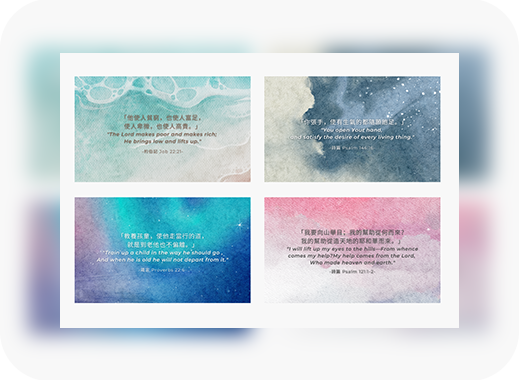 「他使人貧窮，也使人富足，
使人卑微，也使人高貴。」
"The Lord makes poor and makes rich;
He brings low and lifts up."
-約伯記 Job 22:21-
「你張手，使有生氣的都隨願飽足。」
"You open Your hand,
and satisfy the desire of every living thing."
-詩篇 Psalm
「教養孩童，使他走當行的道，
就是到老他也不偏離。」
"Train up a child in the way he should go ,
And when he is old he will not depart from it."
-箴言 Proverbs 22:6-
「我要向山舉目；我的幫助從何而來？
我的幫助從造天地的耶和華而來。」
"I will lift up my eyes to the hills—From whence
comes my help?My help comes from the Lord,
Who made heaven and earth."
-詩篇 Psalm 121:1-2-